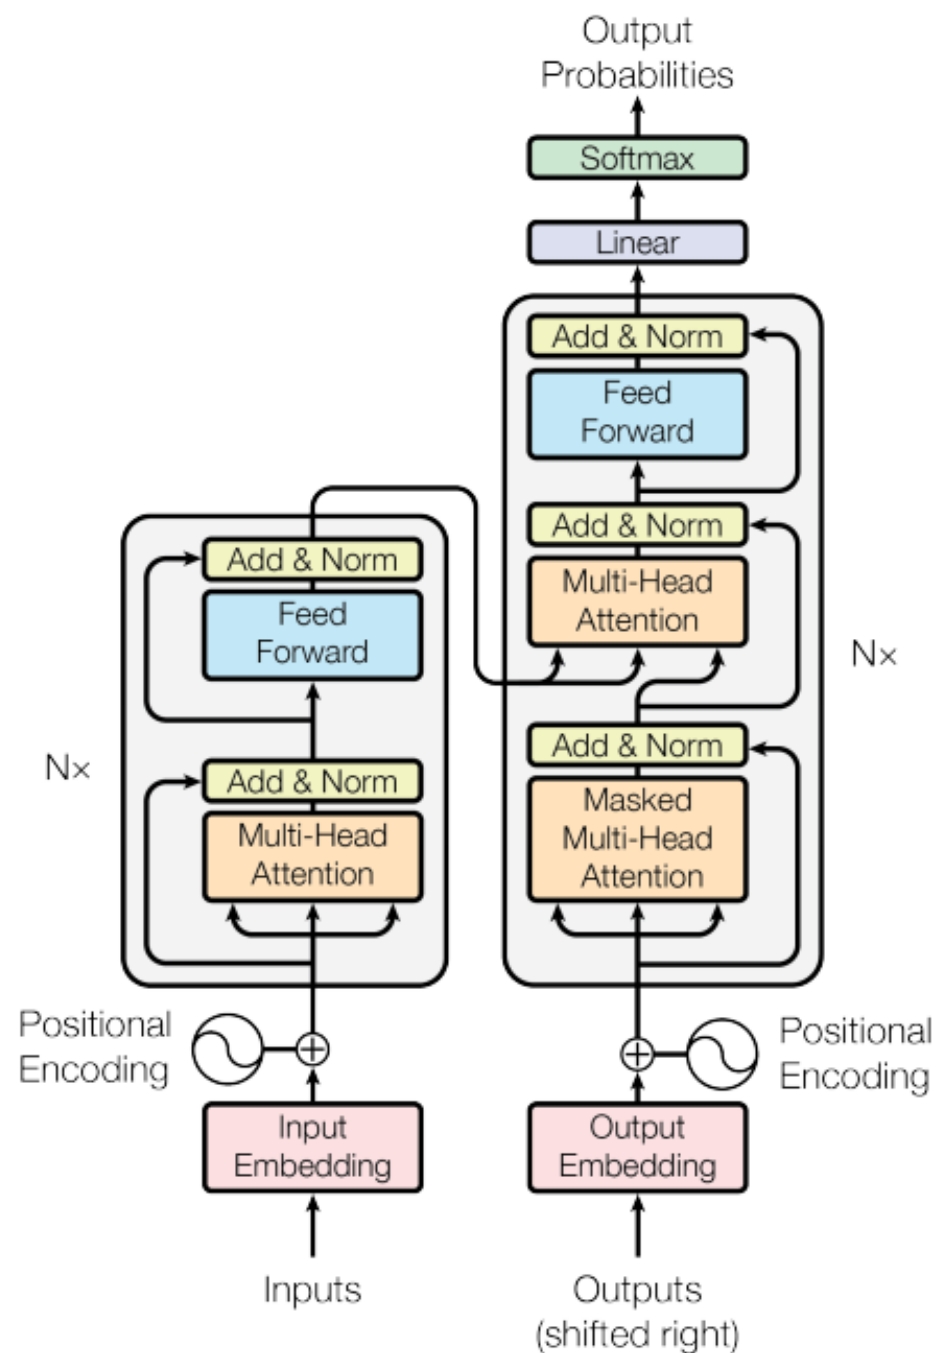 Output
Probabilities
Softmax
Linear
Add & Norm
Feed
Forward
Add & Norm
Multi-Head
Attention
Add & Norm
Masked
Multi-Head
Attention
N×
Add & Norm
Feed
Forward
Add & Norm
Multi-Head
Attention
N×
Positional
Encoding
Positional
Encoding
Input
Embedding
Output
Embedding
Inputs
Outputs
(shifted right)